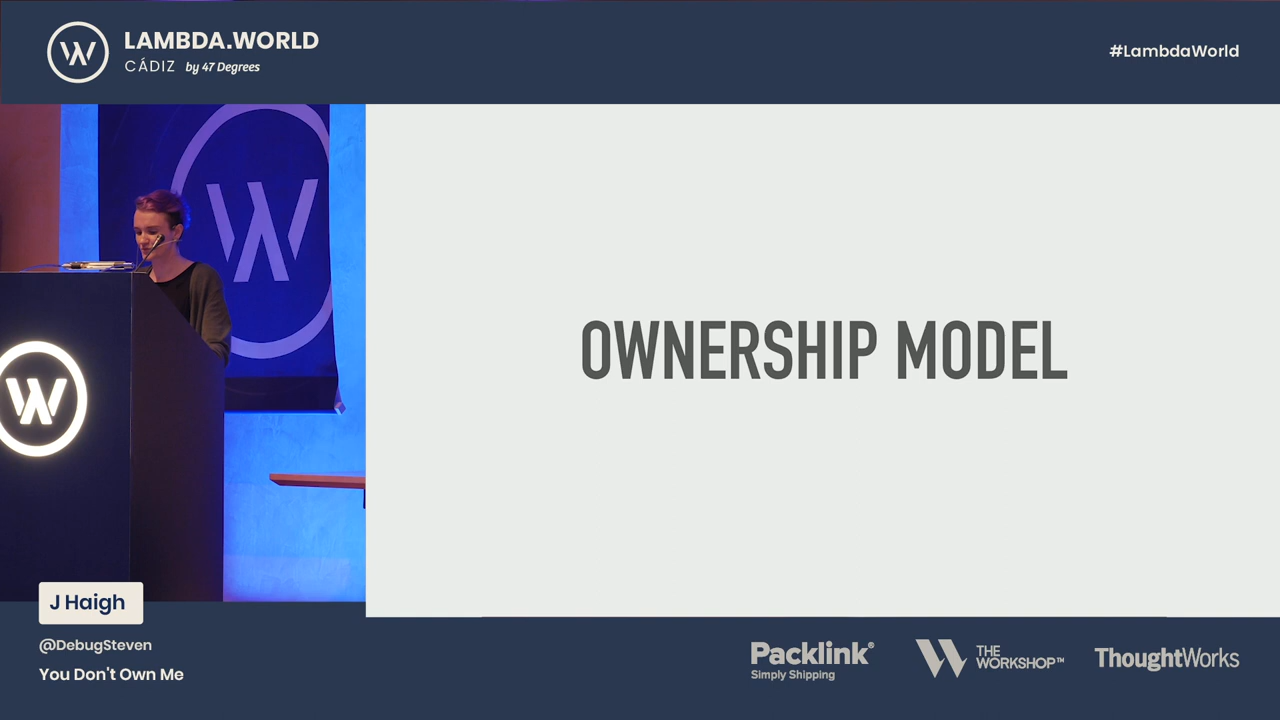 LAMBDA.WORLD
CÁDIZ by 47 Degrees
#LambdaWorld
OWNERSHIP MODEL
J Haigh
@DebugSteven
You Don't Own Me
Packlink®
Simply Shipping
THE
WORKSHOP™
ThoughtWorks